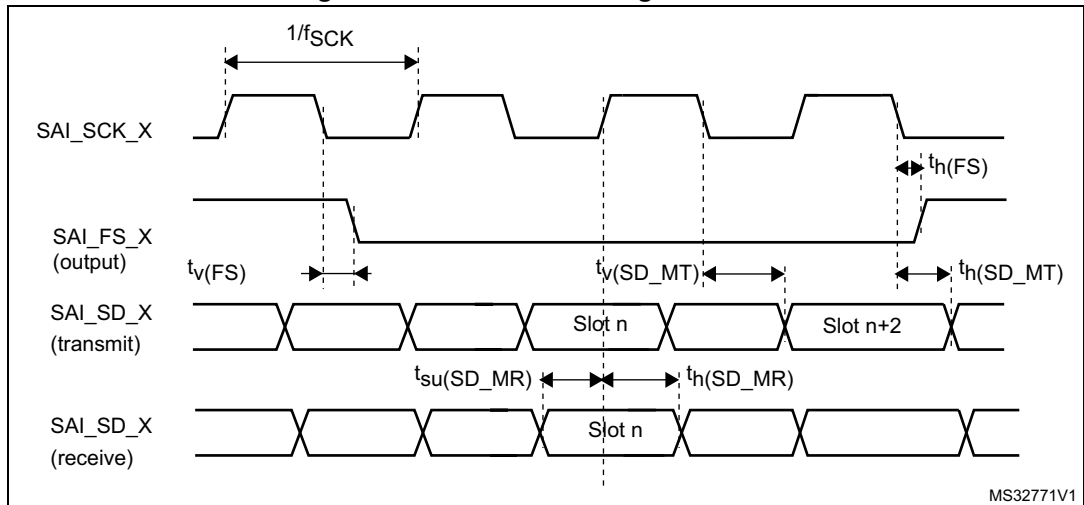 1/fSCK
SAI_SCK_X
th(FS)
SAI_FS_X
(output)
tv(FS)
tv(SD_MT)
th(SD_MT)
SAI_SD_X
(transmit)
Slot n
Slot n+2
tsu(SD_MR)
th(SD_MR)
SAI_SD_X
(receive)
Slot n
MS32771V1